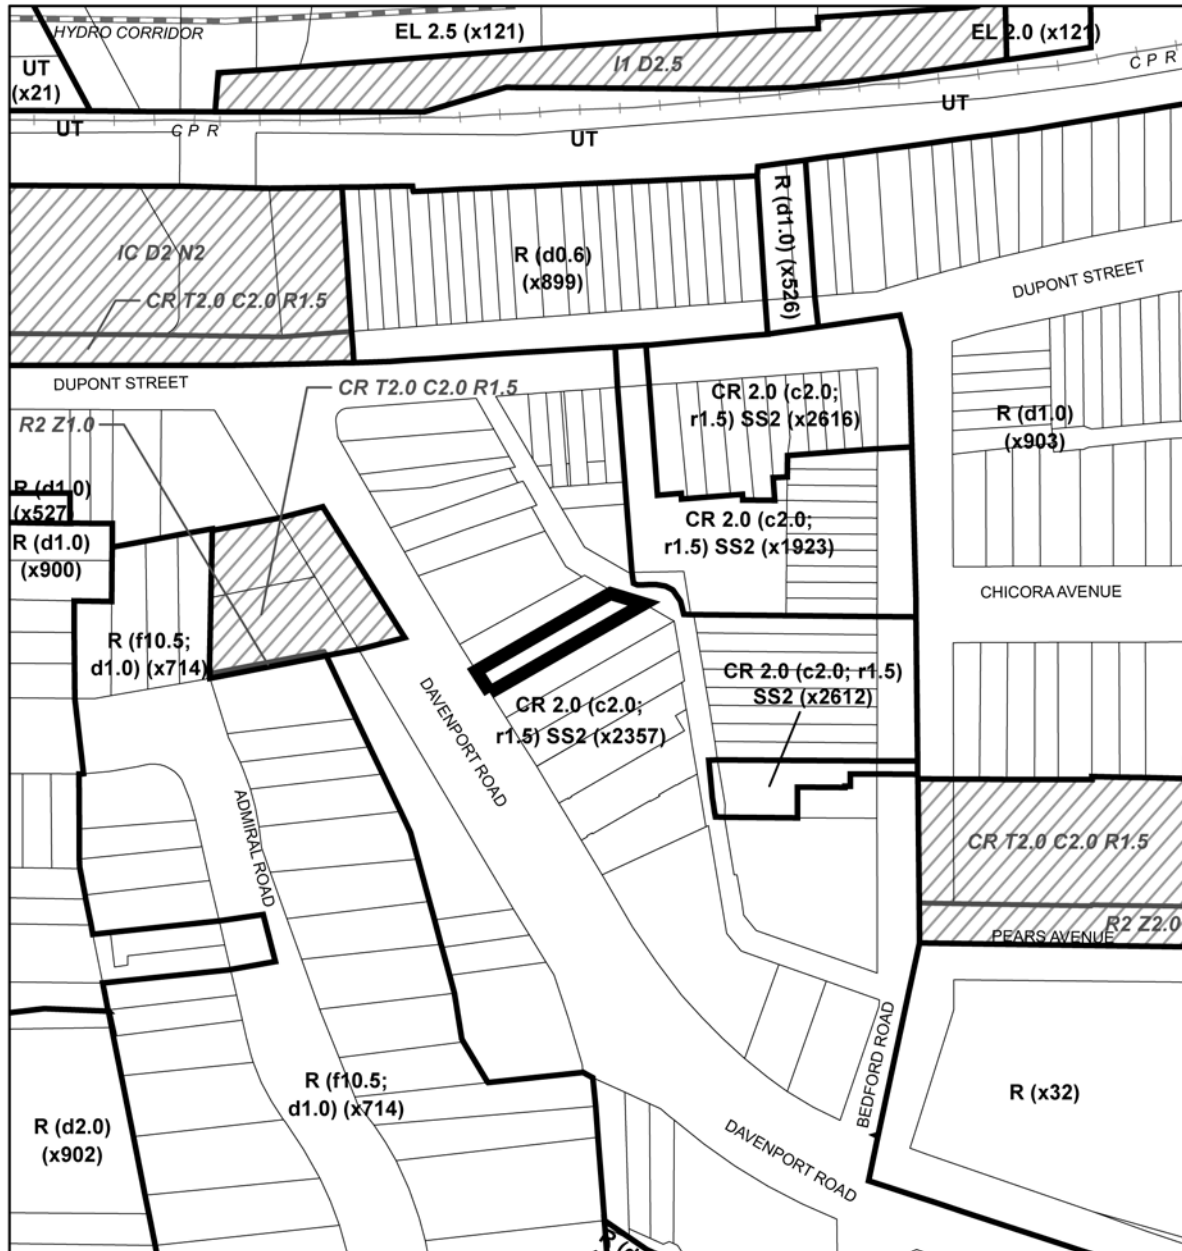 HYDRO CORRIDOR
EL 2.5 (x121)
EL 2.0 (x121)
UT
(x21)
I1 D2.5
C P R
UT
C P R
UT
UT
IC D2 N2
CR T2.0 C2.0 R1.5
R (d0.6)
(x899)
R (d1.0) (x526)
DUPONT STREET
DUPONT STREET
CR T2.0 C2.0 R1.5
R2 Z1.0
CR 2.0 (c2.0;
r1.5) SS2 (x2616)
R (d1.0)
(x903)
R (d1.0)
(x527)
R (d1.0)
(x900)
CR 2.0 (c2.0;
r1.5) SS2 (x1923)
CHICORA AVENUE
R (f10.5;
d1.0) (x714)
DAVENPORT ROAD
CR 2.0 (c2.0;
r1.5) SS2 (x2357)
CR 2.0 (c2.0; r1.5)
SS2 (x2612)
ADMIRAL ROAD
CR T2.0 C2.0 R1.5
R2 Z2.0
PEARS AVENUE
BEDFORD ROAD
R (f10.5;
d1.0) (x714)
R (x32)
R (d2.0)
(x902)
DAVENPORT ROAD